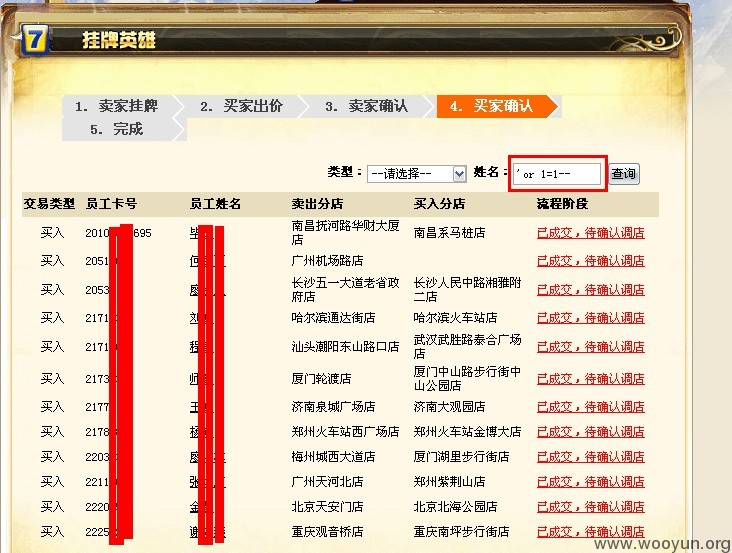 7 挂牌英雄
1. 卖家挂牌 2. 买家出价 3. 卖家确认 4. 买家确认
5. 完成
类型： --请选择-- 姓名： 'or 1=1-- 查询
交易类型 员工卡号 员工姓名 卖出分店 买入分店 流程阶段
买入 2010 695 南昌抚河路华财大厦店 南昌系马桩店 已成交，待确认调店
买入 2051 广州机场路店 已成交，待确认调店
买入 2053 长沙五一大道老省政府店 长沙人民中路湘雅附二店 已成交，待确认调店
买入 2171 刘 哈尔滨通达街店 哈尔滨火车站店 已成交，待确认调店
买入 2171 程 汕头潮阳东山路口店 武汉武胜路泰合广场店 已成交，待确认调店
买入 2173 师 厦门轮渡店 厦门中山路步行街中山公园店 已成交，待确认调店
买入 2177 王 济南泉城广场店 济南大观园店 已成交，待确认调店
买入 2178 杨 郑州火车站西广场店 郑州火车站金博大店 已成交，待确认调店
买入 2203 梅州城西大道店 厦门湖里步行街店 已成交，待确认调店
买入 2211 张 广州天河北店 郑州紫荆山店 已成交，待确认调店
买入 2220 金 北京天安门店 北京北海公园店 已成交，待确认调店
买入 2225 谢 重庆观音桥店 重庆南坪步行街店 已成交，待确认调店
www.wooyun.org